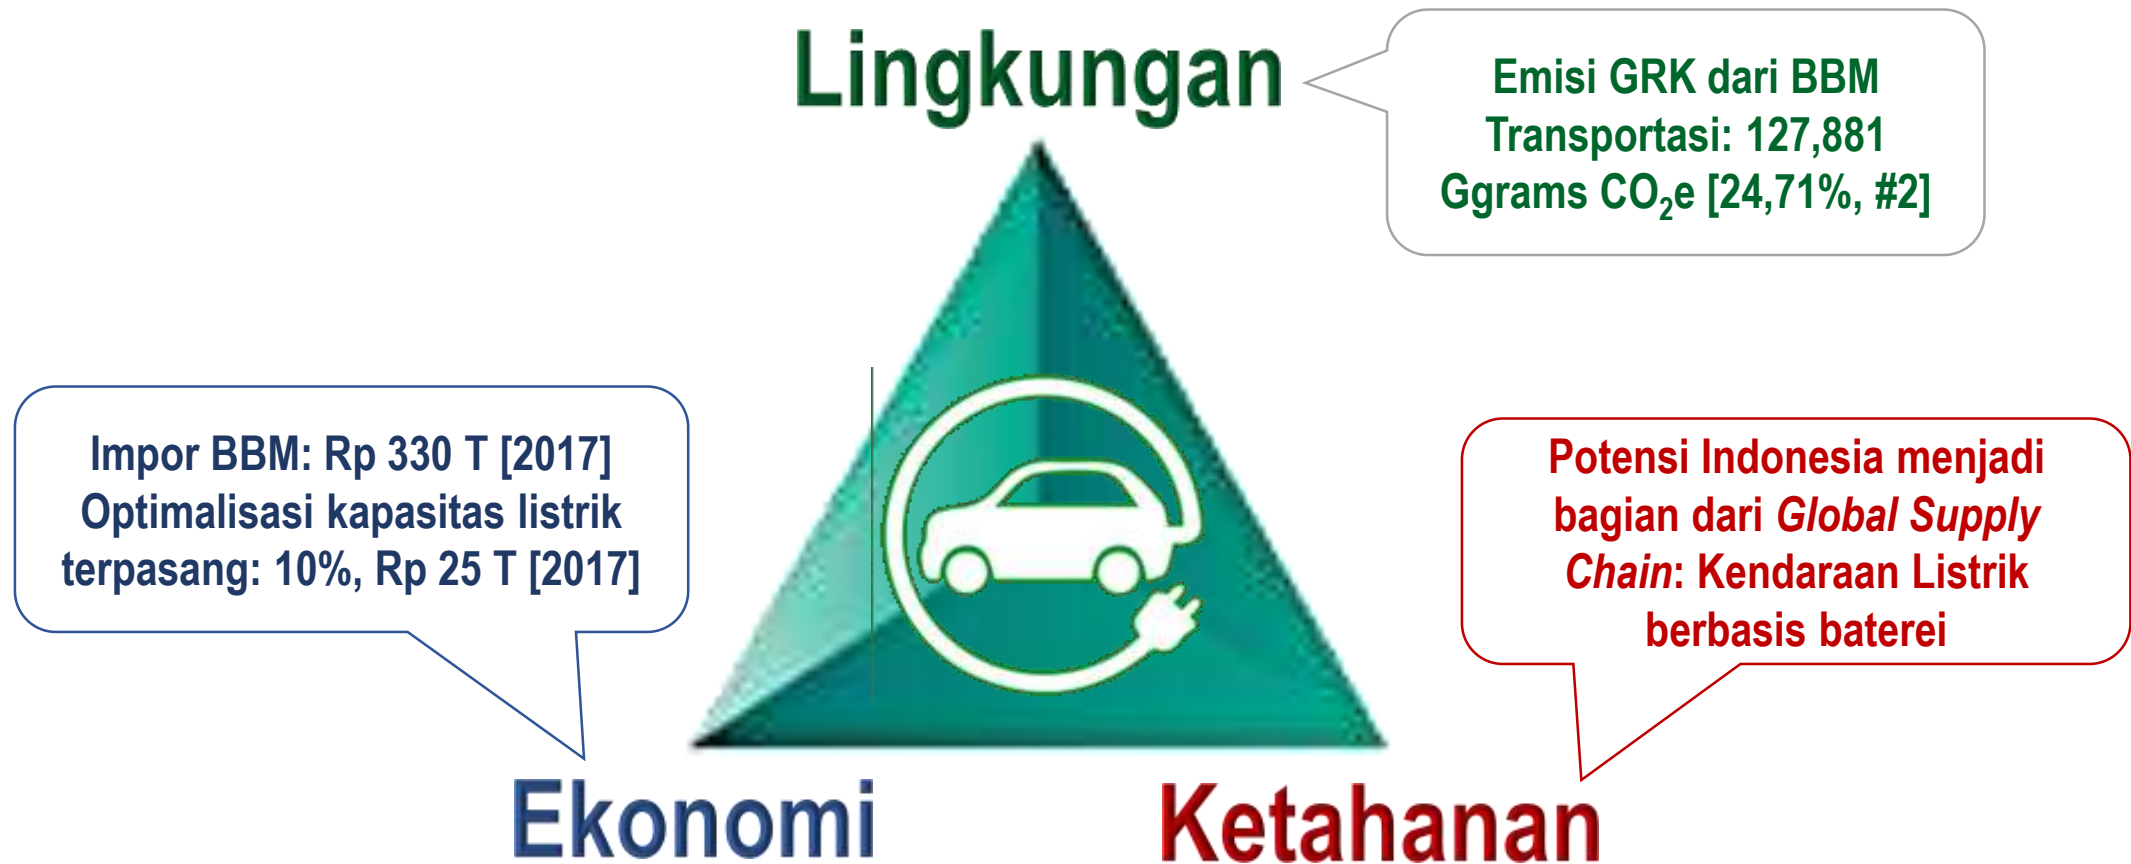 Lingkungan
Emisi GRK dari BBM
Transportasi: 127,881
Ggrams CO₂e [24,71%, #2]
Impor BBM: Rp 330 T [2017]
Optimalisasi kapasitas listrik
terpasang: 10%, Rp 25 T [2017]
Potensi Indonesia menjadi
bagian dari Global Supply
Chain: Kendaraan Listrik
berbasis baterei
Ekonomi
Ketahanan